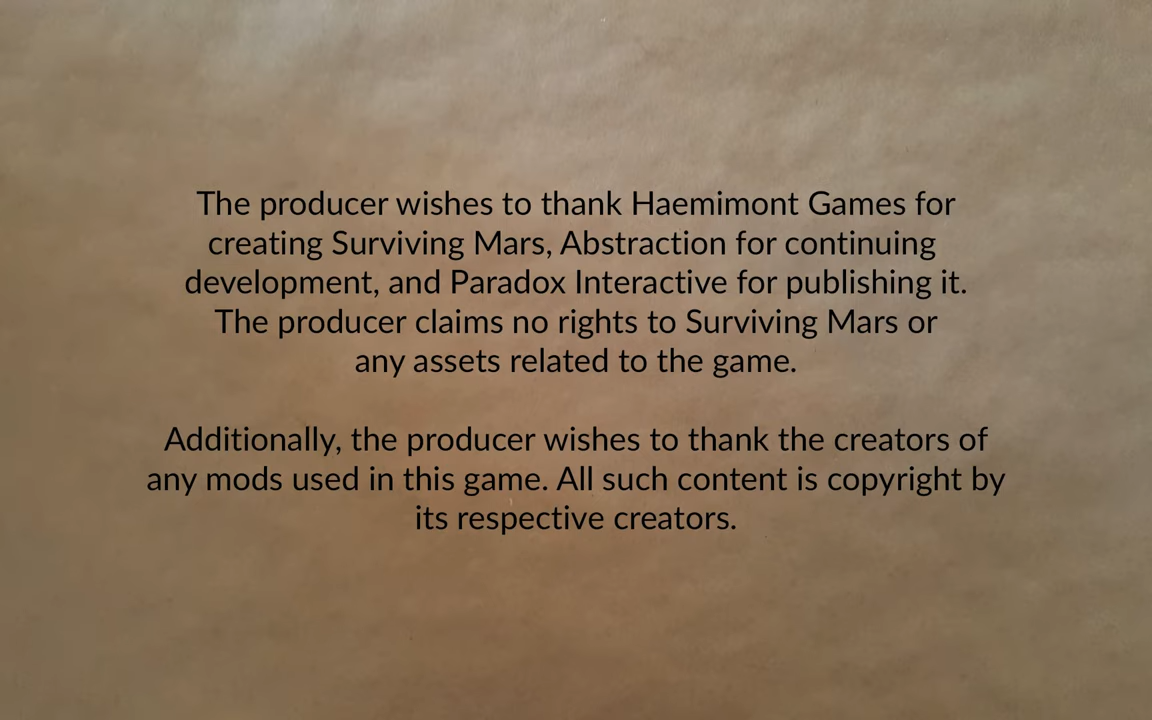 The producer wishes to thank Haemimont Games for
creating Surviving Mars, Abstraction for continuing
development, and Paradox Interactive for publishing it.
The producer claims no rights to Surviving Mars or
any assets related to the game.
Additionally, the producer wishes to thank the creators of
any mods used in this game. All such content is copyright by
its respective creators.